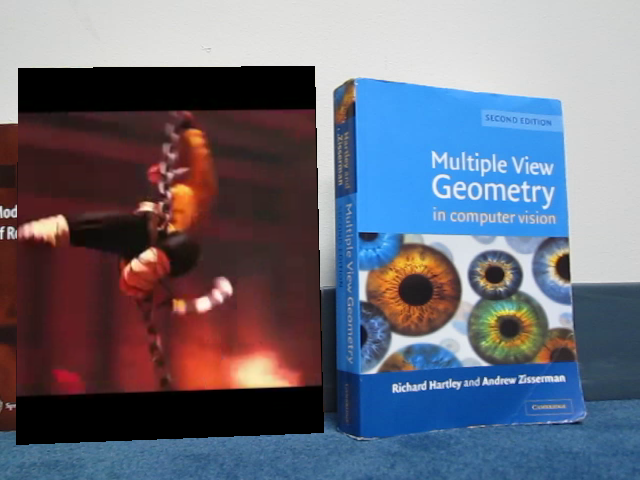 SECOND EDITION
Multiple View
Geometry
in computer vision
Richard Hartley and Andrew Zisserman
CAMBRIDGE
Hartley and
Zisserman
Multiple View Geometry